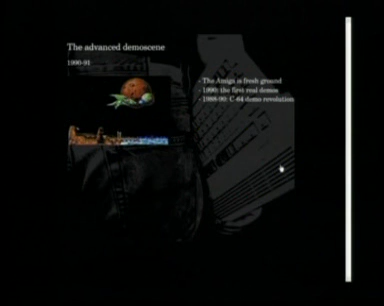 The advanced demoscene
1990-91
- The Amiga is fresh ground
- 1990: the first real demos
- 1988-90: C-64 demo revolution